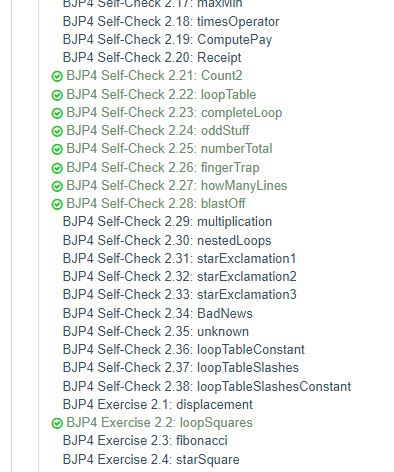 BJP4 Self-Check 2.17: maxMin
BJP4 Self-Check 2.18: timesOperator
BJP4 Self-Check 2.19: ComputePay
BJP4 Self-Check 2.20: Receipt
BJP4 Self-Check 2.21: Count2
BJP4 Self-Check 2.22: loopTable
BJP4 Self-Check 2.23: completeLoop
BJP4 Self-Check 2.24: oddStuff
BJP4 Self-Check 2.25: numberTotal
BJP4 Self-Check 2.26: fingerTrap
BJP4 Self-Check 2.27: howManyLines
BJP4 Self-Check 2.28: blastOff
BJP4 Self-Check 2.29: multiplication
BJP4 Self-Check 2.30: nestedLoops
BJP4 Self-Check 2.31: starExclamation1
BJP4 Self-Check 2.32: starExclamation2
BJP4 Self-Check 2.33: starExclamation3
BJP4 Self-Check 2.34: BadNews
BJP4 Self-Check 2.35: unknown
BJP4 Self-Check 2.36: loopTableConstant
BJP4 Self-Check 2.37: loopTableSlashes
BJP4 Self-Check 2.38: loopTableSlashesConstant
BJP4 Exercise 2.1: displacement
BJP4 Exercise 2.2: loopSquares
BJP4 Exercise 2.3: fibonacci
BJP4 Exercise 2.4: starSquare